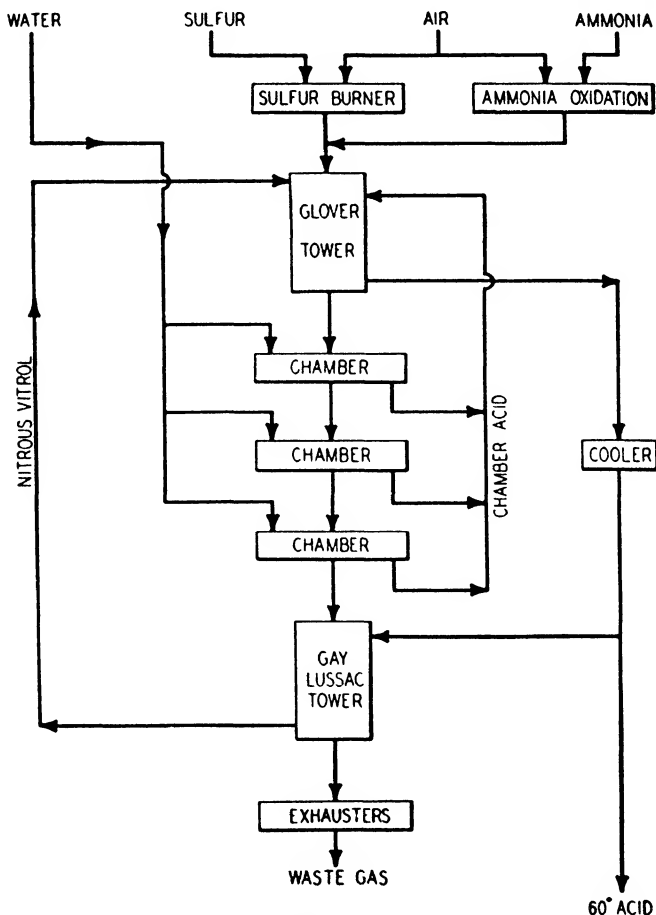 WATER
SULFUR
AIR
AMMONIA
SULFUR BURNER
AMMONIA OXIDATION
GLOVER
TOWER
CHAMBER
CHAMBER
CHAMBER
NITROUS VITROL
CHAMBER ACID
COOLER
GAY
LUSSAC
TOWER
EXHAUSTERS
WASTE GAS
60° ACID